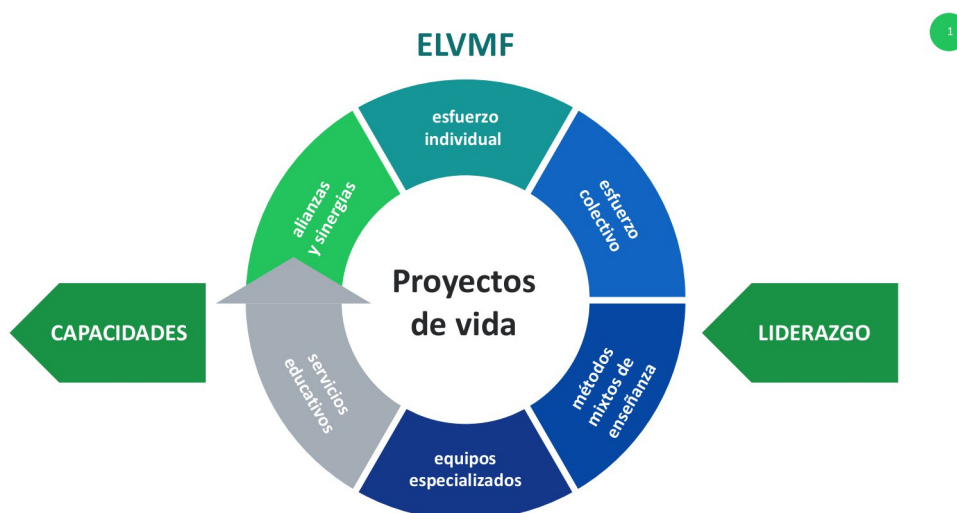 ELVMF
1
esfuerzo
individual
esfuerzo
colectivo
métodos
mixtos de
enseñanza
equipos
especializados
servicios
educativos
alianzas
y sinergias
Proyectos
de vida
CAPACIDADES
LIDERAZGO